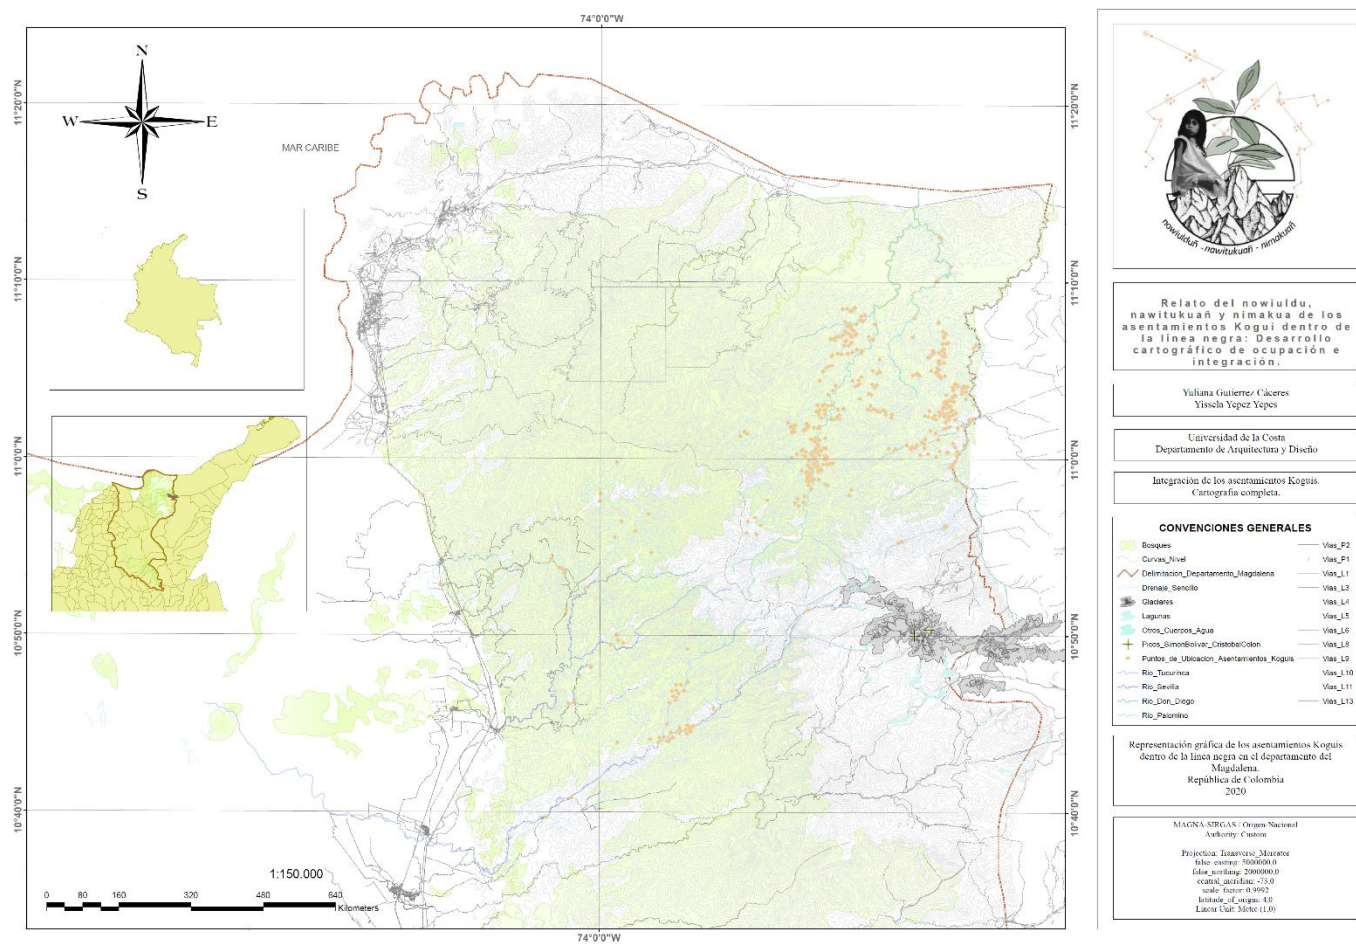 74°0'0"W
N
W
E
S
MAR CARIBE
11°20'0"N
11°10'0"N
11°0'0"N
10°50'0"N
10°40'0"N
11°20'0"N
11°10'0"N
11°0'0"N
10°50'0"N
10°40'0"N
1:150.000
0 80 160 320 480 640
Kilometers
74°0'0"W
nowiulduñ - nawitukuañ - nimakuañ
Relato del nowiuldu,
nawitukuañ y nimakua de los
asentamientos Kogui dentro de
la línea negra: Desarrollo
cartográfico de ocupación e
integración.
Yuliana Gutierrez Cáceres
Yissela Yepez Yepes
Universidad de la Costa
Departamento de Arquitectura y Diseño
Integración de los asentamientos Koguis.
Cartografía completa.
CONVENCIONES GENERALES
Bosques
Curvas_Nivel
Delimitacion_Departamento_Magdalena
Drenaje_Sencillo
Glaciares
Lagunas
Otros_Cuerpos_Agua
Picos_SimonBolivar_CristobalColon
Puntos_de_Ubicacion_Asentamientos_Koguis
Rio_Tucurinca
Rio_Sevilla
Rio_Don_Diego
Rio_Palomino
Vias_P2
Vias_P1
Vias_L1
Vias_L3
Vias_L4
Vias_L5
Vias_L6
Vias_L8
Vias_L9
Vias_L10
Vias_L11
Vias_L13
Representación gráfica de los asentamientos Koguis
dentro de la línea negra en el departamento del
Magdalena.
República de Colombia
2020
MAGNA-SIRGAS / Origen-Nacional
Authority: Custom
Projection: Transverse_Mercator
false_easting: 5000000,0
false_northing: 2000000,0
central_meridian: -73,0
scale_factor: 0,9992
latitude_of_origin: 4,0
Linear Unit: Metre (1,0)